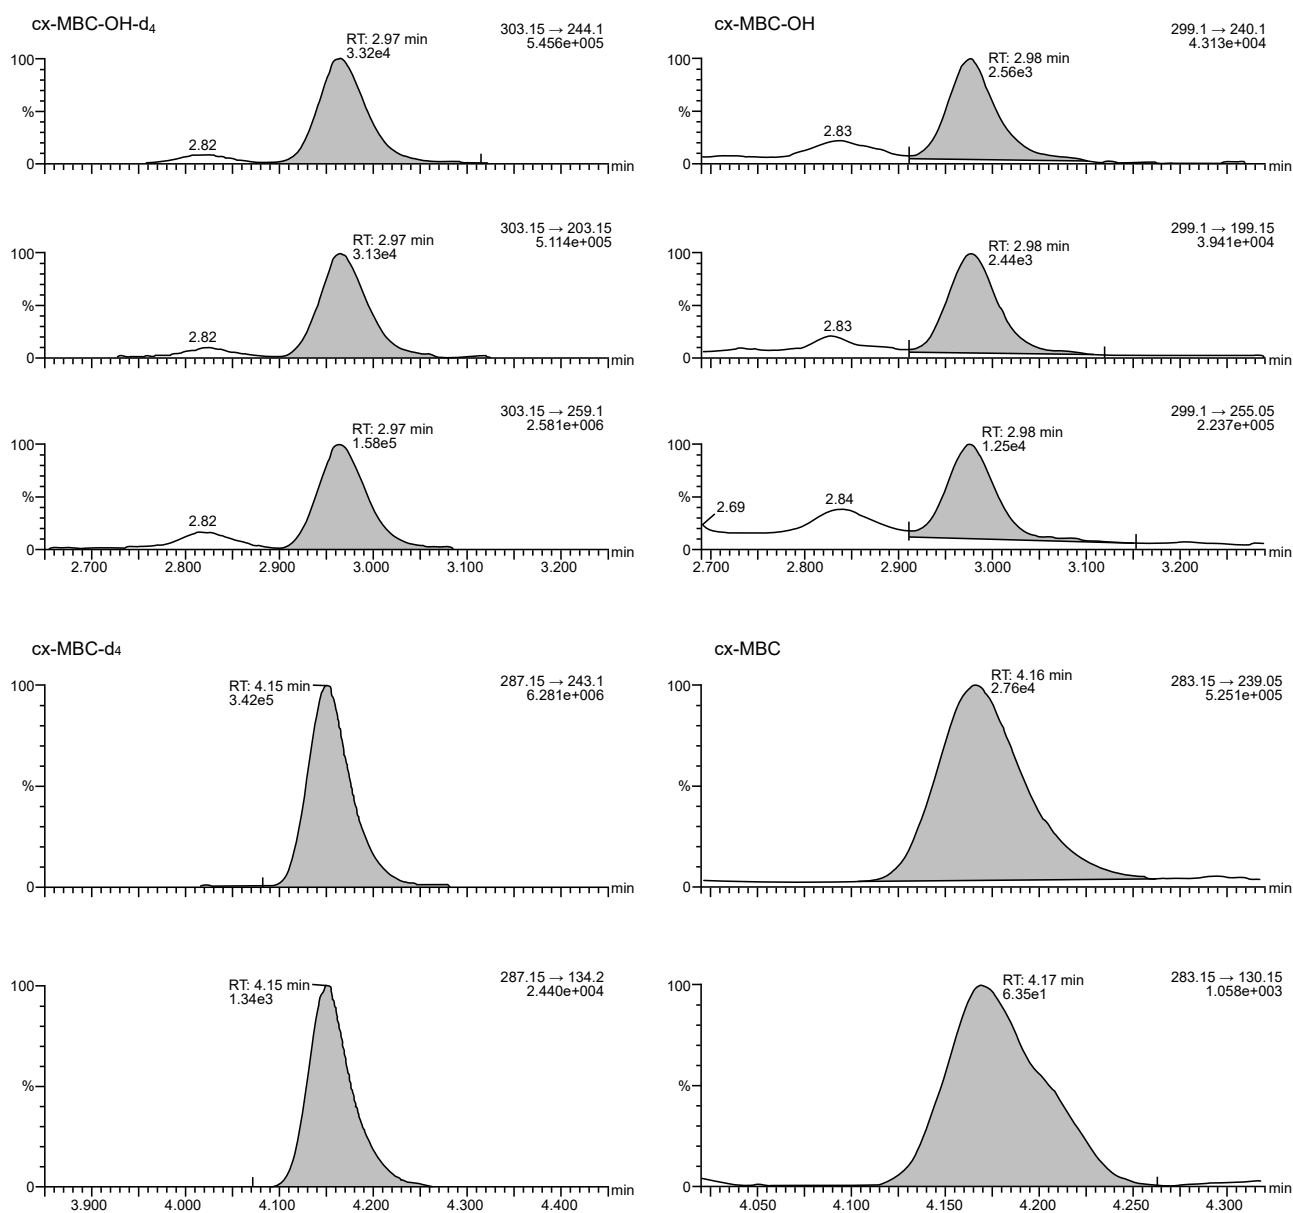 cx-MBC-OH-d4
RT: 2.97 min
3.32e4
303.15 → 244.1
5.456e+005
100
%
0
2.82
min
RT: 2.97 min
3.13e4
303.15 → 203.15
5.114e+005
100
%
0
2.82
min
RT: 2.97 min
1.58e5
303.15 → 259.1
2.581e+006
100
%
0
2.82
min
2.700 2.800 2.900 3.000 3.100 3.200
cx-MBC-OH
RT: 2.98 min
2.56e3
299.1 → 240.1
4.313e+004
100
%
0
2.83
min
RT: 2.98 min
2.44e3
299.1 → 199.15
3.941e+004
100
%
0
2.83
min
RT: 2.98 min
1.25e4
299.1 → 255.05
2.237e+005
100
%
0
2.69
2.84
min
2.700 2.800 2.900 3.000 3.100 3.200
cx-MBC-d4
RT: 4.15 min
3.42e5
287.15 → 243.1
6.281e+006
100
%
0
min
RT: 4.15 min
1.34e3
287.15 → 134.2
2.440e+004
100
%
0
min
3.900 4.000 4.100 4.200 4.300 4.400
cx-MBC
RT: 4.16 min
2.76e4
283.15 → 239.05
5.251e+005
100
%
0
min
RT: 4.17 min
6.35e1
283.15 → 130.15
1.058e+003
100
%
0
min
4.050 4.100 4.150 4.200 4.250 4.300